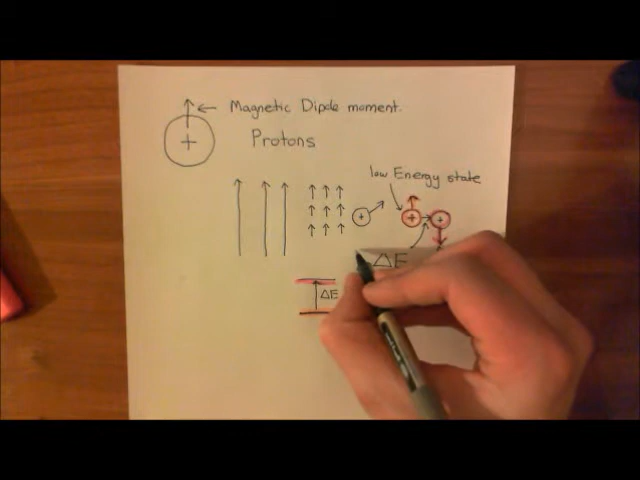 Magnetic Dipole moment.
+
Protons
low Energy state
+
+
+
ΔE
ΔE